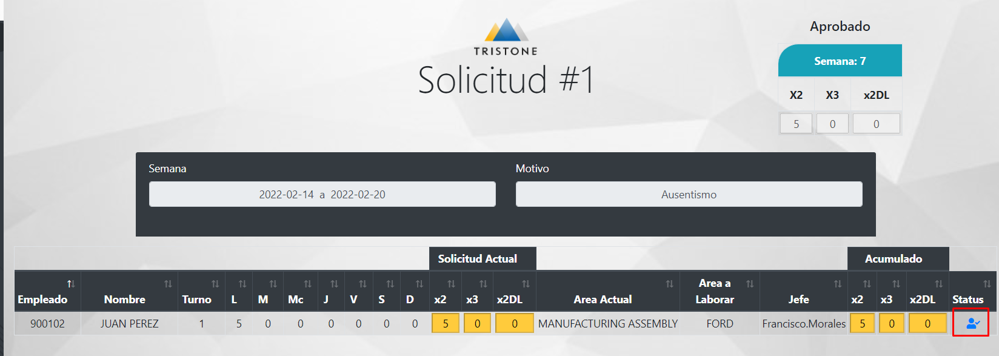 TRISTONE
Solicitud #1
Aprobado
Semana: 7
X2 X3 x2DL
5 0 0
Semana Motivo
2022-02-14 a 2022-02-20 Ausentismo
Solicitud Actual Acumulado
Empleado Nombre Turno L M Mc J V S D x2 x3 x2DL Area Actual Area a Laborar Jefe x2 x3 x2DL Status
900102 JUAN PEREZ 1 5 0 0 0 0 0 0 5 0 0 MANUFACTURING ASSEMBLY FORD Francisco.Morales 5 0 0